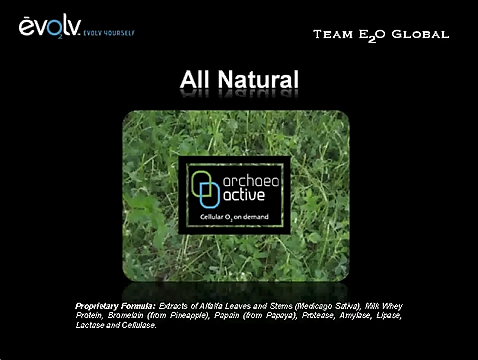 ēvolv EVOLV YOURSELF
TEAM E2O GLOBAL
All Natural
archaea
active
Cellular O2 on demand
Proprietary Formula: Extracts of Alfalfa Leaves and Stems (Medicago Sativa), Milk Whey
Protein, Bromelain (from Pineapple), Papain (from Papaya), Protease, Amylase, Lipase,
Lactase and Cellulase.